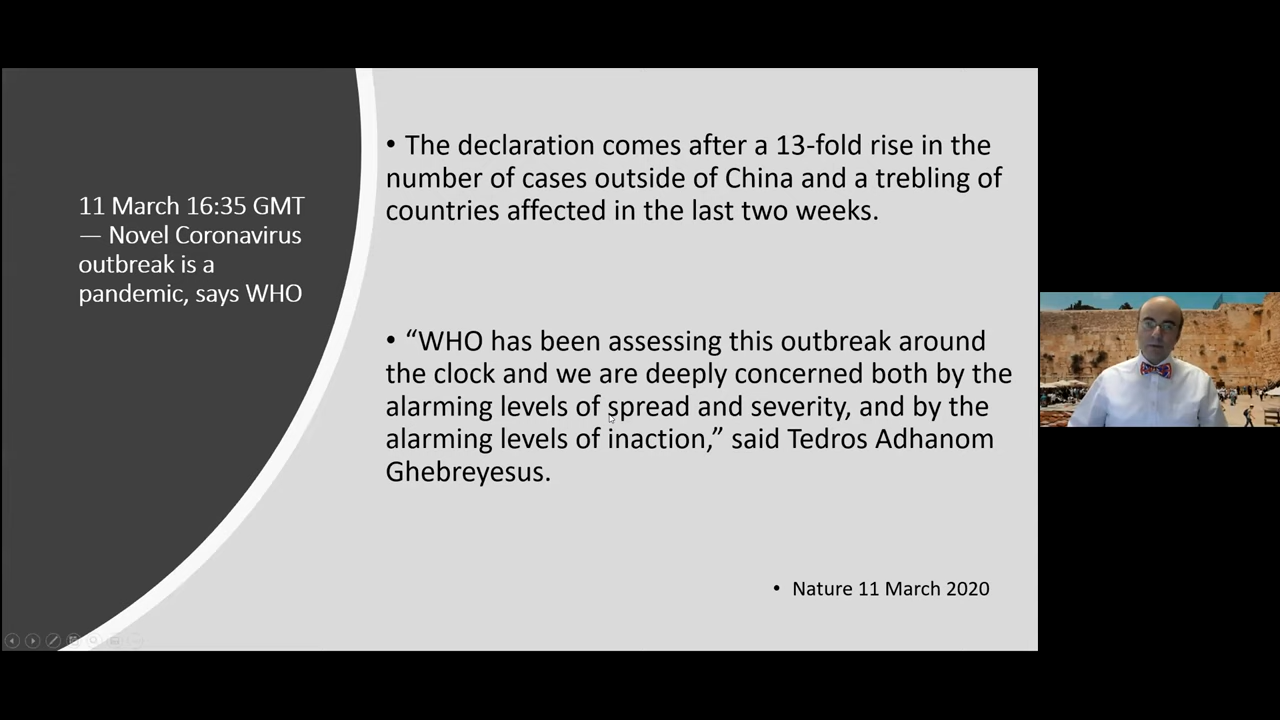 11 March 16:35 GMT
— Novel Coronavirus
outbreak is a
pandemic, says WHO
• The declaration comes after a 13-fold rise in the
number of cases outside of China and a trebling of
countries affected in the last two weeks.
• “WHO has been assessing this outbreak around
the clock and we are deeply concerned both by the
alarming levels of spread and severity, and by the
alarming levels of inaction,” said Tedros Adhanom
Ghebreyesus.
• Nature 11 March 2020